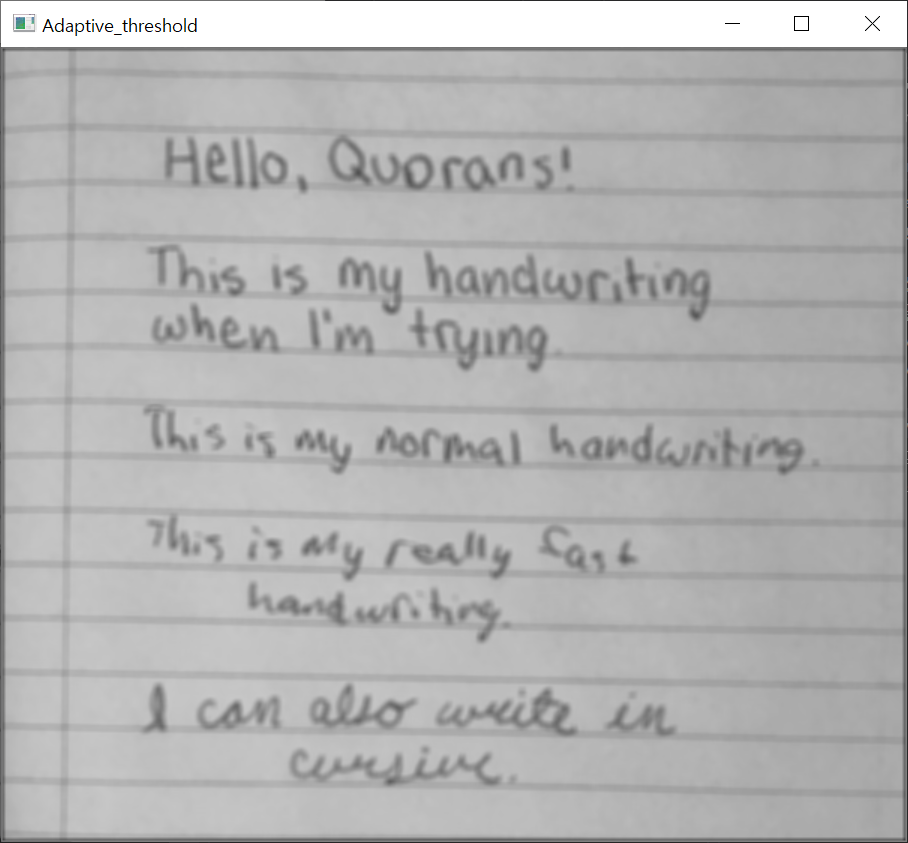 Adaptive_threshold
Hello, Quorans!
This is my handwriting
when I'm trying.
This is my normal handwriting.
This is my really fast
handwriting.
I can also write in
cursive.